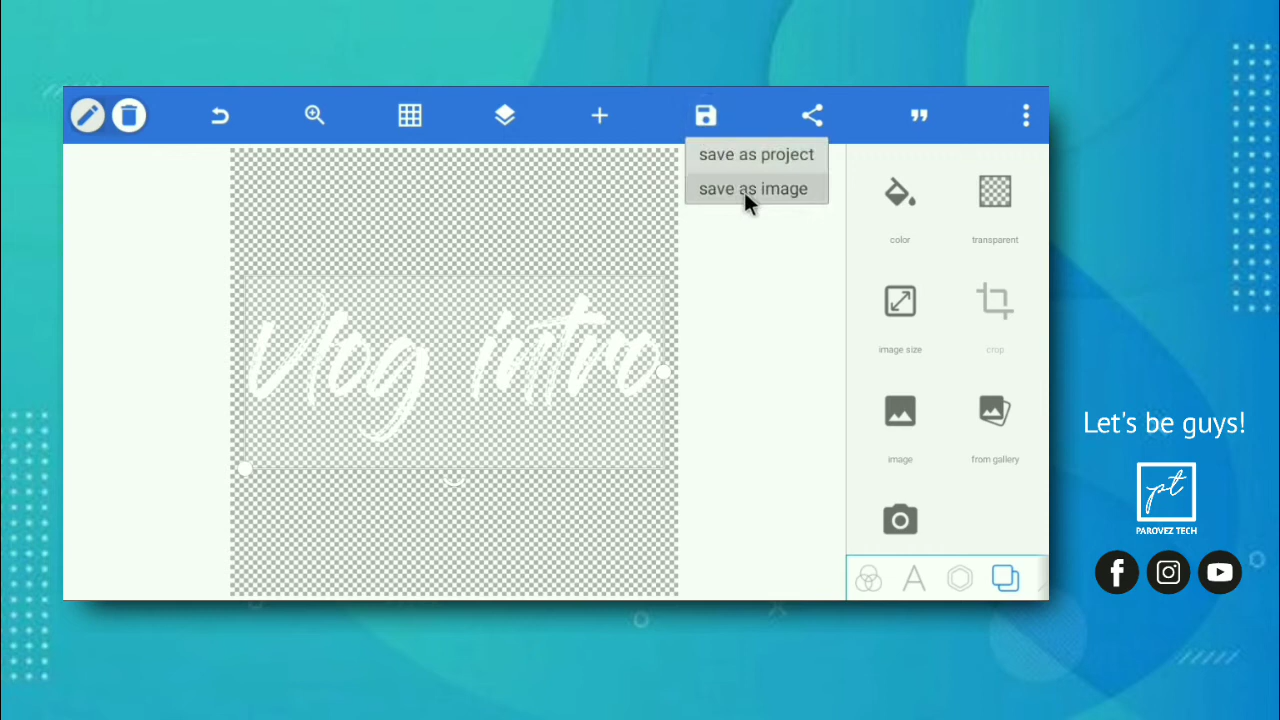 save as project
save as image
color
transparent
Vlog intro
image size
crop
image
from gallery
Let's be guys!
pt
PAROVEZ TECH